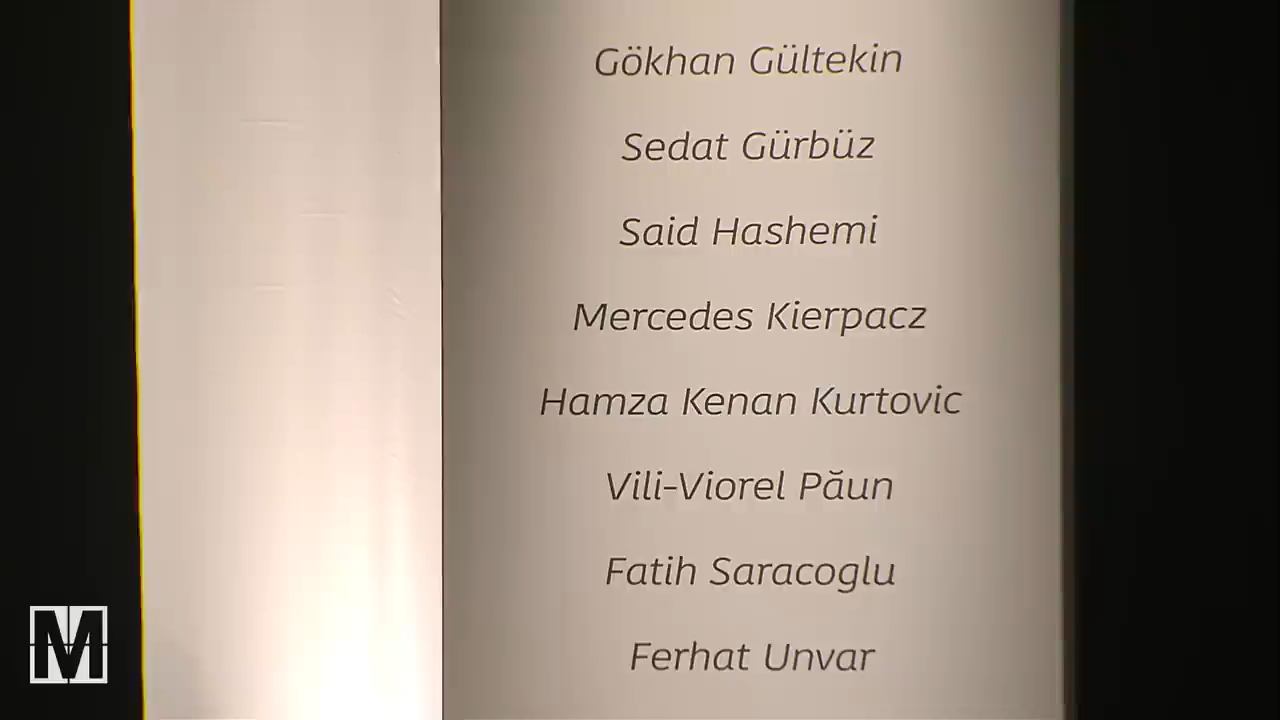 Gökhan Gültekin
Sedat Gürbüz
Said Hashemi
Mercedes Kierpacz
Hamza Kenan Kurtovic
Vili-Viorel Păun
Fatih Saracoglu
Ferhat Unvar
M